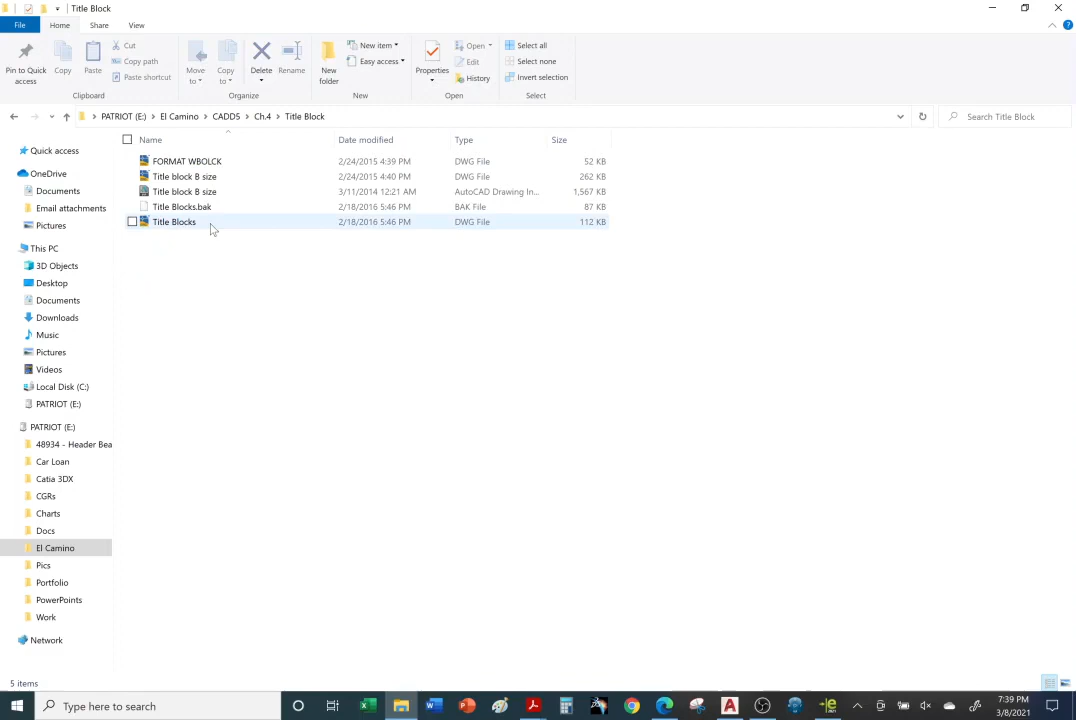 Title Block
File Home Share View
Pin to Quick access
Copy
Paste
Cut
Copy path
Paste shortcut
Clipboard
Move to
Copy to
Delete
Rename
Organize
New folder
New item
Easy access
New
Properties
Open
Edit
History
Open
Select all
Select none
Invert selection
Select
PATRIOT (E:) > El Camino > CADD5 > Ch.4 > Title Block
Search Title Block
Name Date modified Type Size
FORMAT WBOLCK 2/24/2015 4:39 PM DWG File 52 KB
Title block B size 2/24/2015 4:40 PM DWG File 262 KB
Title block B size 3/11/2014 12:21 AM AutoCAD Drawing In... 1,567 KB
Title Blocks.bak 2/18/2016 5:46 PM BAK File 87 KB
Title Blocks 2/18/2016 5:46 PM DWG File 112 KB
Quick access
OneDrive
Documents
Email attachments
Pictures
This PC
3D Objects
Desktop
Documents
Downloads
Music
Pictures
Videos
Local Disk (C:)
PATRIOT (E:)
PATRIOT (E:)
48934 - Header Bea
Car Loan
Catia 3DX
CGRs
Charts
Docs
El Camino
Pics
Portfolio
PowerPoints
Work
Network
5 items
Type here to search
7:39 PM
3/8/2021